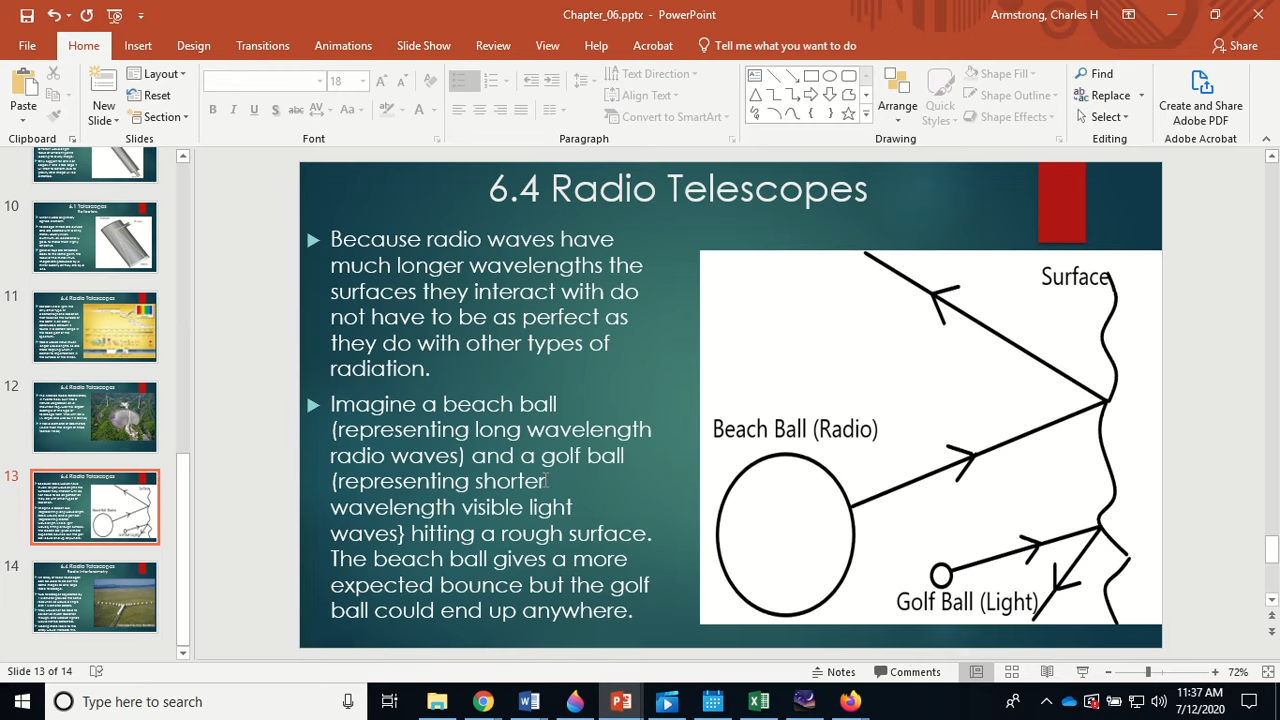 Chapter_06.pptx - PowerPoint
Armstrong, Charles H
File Home Insert Design Transitions Animations Slide Show Review View Help Acrobat Tell me what you want to do Share
Paste
New
Slide
Layout
Reset
Section
18
Text Direction
Align Text
Convert to SmartArt
Arrange
Quick
Styles
Shape Fill
Shape Outline
Shape Effects
Find
Replace
Select
Create and Share
Adobe PDF
Clipboard Slides Font Paragraph Drawing Editing Adobe Acrobat
10
11
12
13
14
6.4 Radio Telescopes
Because radio waves have
much longer wavelengths the
surfaces they interact with do
not have to be as perfect as
they do with other types of
radiation.
Imagine a beach ball
(representing long wavelength
radio waves) and a golf ball
(representing shorter
wavelength visible light
waves} hitting a rough surface.
The beach ball gives a more
expected bounce but the golf
ball could end up anywhere.
Surface
Beach Ball (Radio)
Golf Ball (Light)
Slide 13 of 14
Notes Comments 72%
Type here to search
11:37 AM
7/12/2020